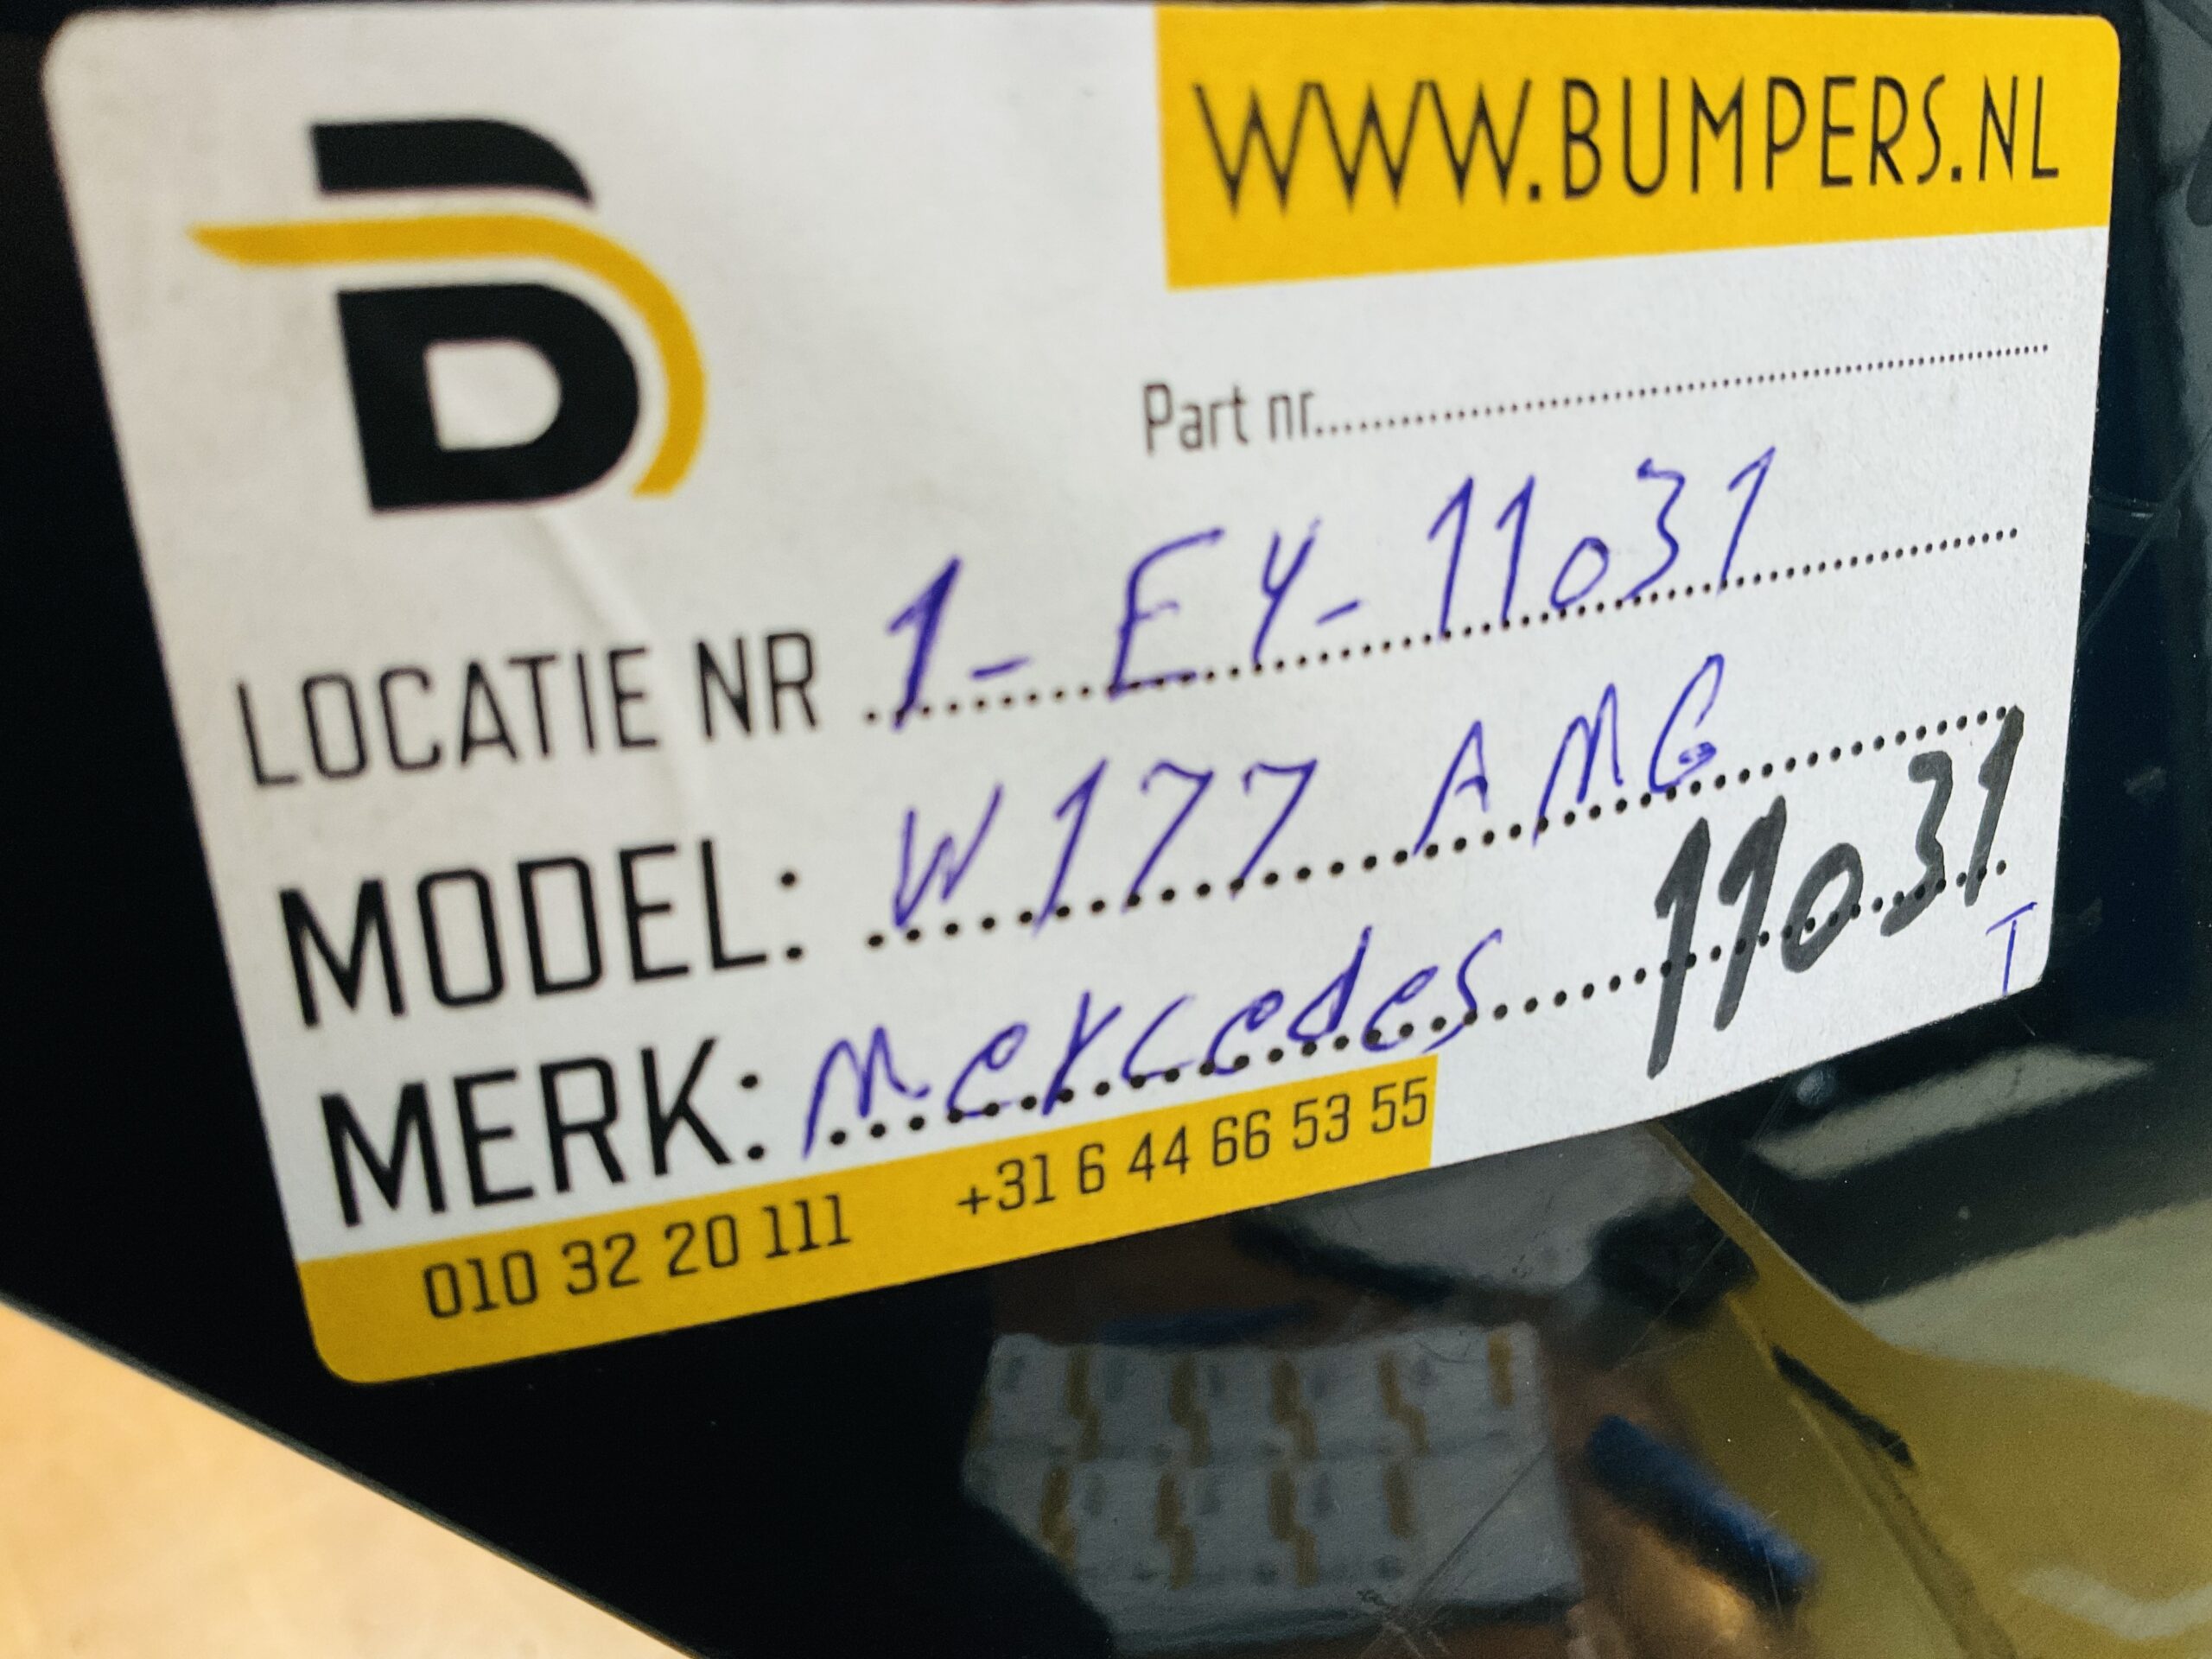 WWW.BUMPERS.NL
B
Part nr..............................
LOCATIE NR 1-E4-11031
MODEL: W177 AMG
MERK: Mercedes 11031
T
010 32 20 111 +31 6 44 66 53 55